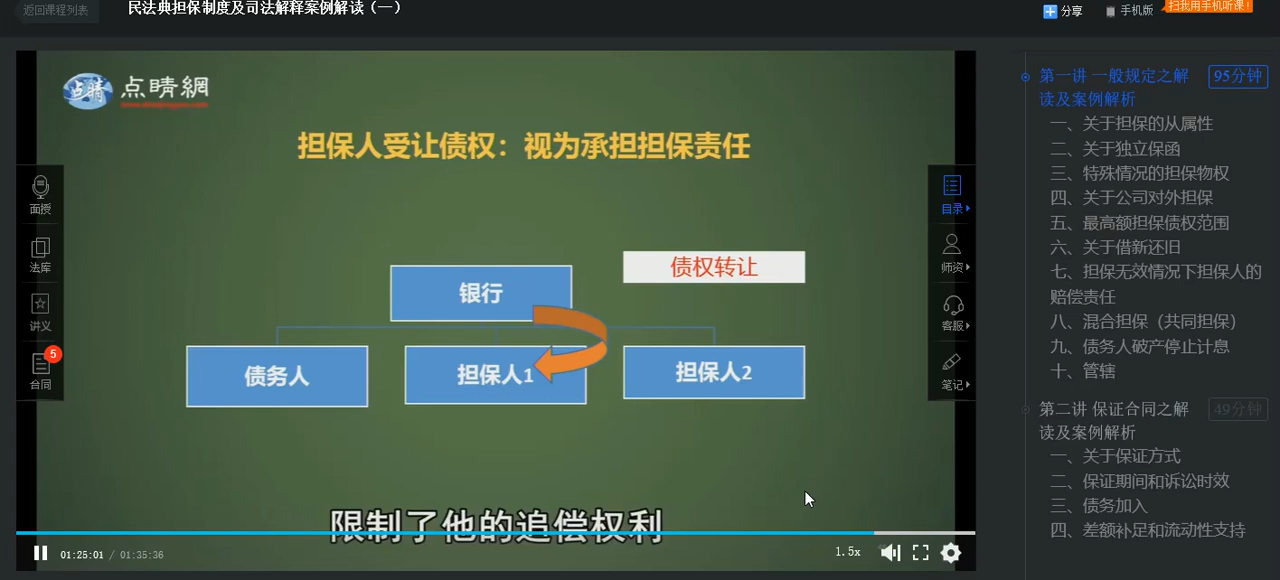 返回课程列表
民法典担保制度及司法解释案例解读（一）
分享
手机版
扫我用手机听课!
点睛
点睛網
担保人受让债权：视为承担担保责任
债权转让
银行
债务人
担保人1
担保人2
限制了他的追偿权利
面授
法库
讲义
合同
5
目录
师资
客服
笔记
01:25:01 / 01:35:36
1.5x
第一讲 一般规定之解
读及案例解析
95分钟
一、关于担保的从属性
二、关于独立保函
三、特殊情况的担保物权
四、关于公司对外担保
五、最高额担保债权范围
六、关于借新还旧
七、担保无效情况下担保人的
赔偿责任
八、混合担保（共同担保）
九、债务人破产停止计息
十、管辖
第二讲 保证合同之解
读及案例解析
49分钟
一、关于保证方式
二、保证期间和诉讼时效
三、债务加入
四、差额补足和流动性支持